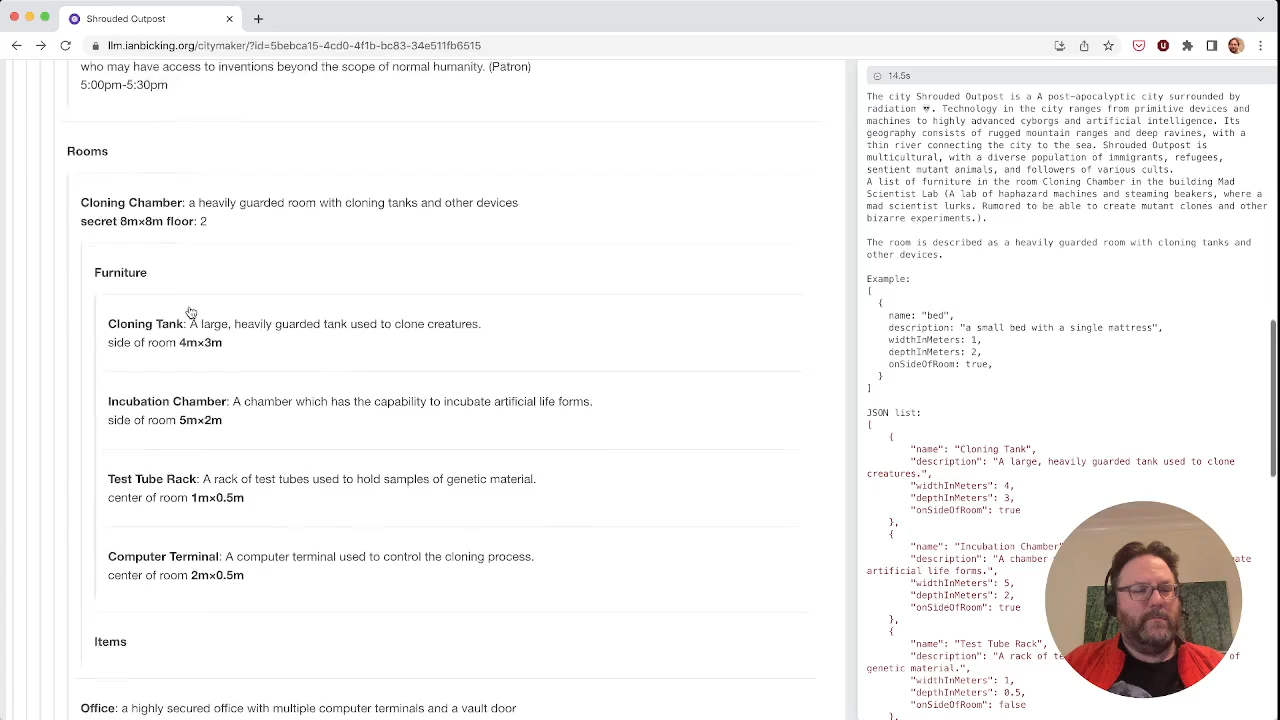 Shrouded Outpost
llm.ianbicking.org/citymaker/?id=5bebca15-4cd0-4f1b-bc83-34e511fb6515
who may have access to inventions beyond the scope of normal humanity. (Patron)
5:00pm-5:30pm
Rooms
Cloning Chamber: a heavily guarded room with cloning tanks and other devices
secret 8m×8m floor: 2
Furniture
Cloning Tank: A large, heavily guarded tank used to clone creatures.
side of room 4m×3m
Incubation Chamber: A chamber which has the capability to incubate artificial life forms.
side of room 5m×2m
Test Tube Rack: A rack of test tubes used to hold samples of genetic material.
center of room 1m×0.5m
Computer Terminal: A computer terminal used to control the cloning process.
center of room 2m×0.5m
Items
Office: a highly secured office with multiple computer terminals and a vault door
14.5s
The city Shrouded Outpost is a A post-apocalyptic city surrounded by
radiation 💀. Technology in the city ranges from primitive devices and
machines to highly advanced cyborgs and artificial intelligence. Its
geography consists of rugged mountain ranges and deep ravines, with a
thin river connecting the city to the sea. Shrouded Outpost is
multicultural, with a diverse population of immigrants, refugees,
sentient mutant animals, and followers of various cults.
A list of furniture in the room Cloning Chamber in the building Mad
Scientist Lab (A lab of haphazard machines and steaming beakers, where a
mad scientist lurks. Rumored to be able to create mutant clones and other
bizarre experiments.).
The room is described as a heavily guarded room with cloning tanks and
other devices.
Example:
[
{
name: "bed",
description: "a small bed with a single mattress",
widthInMeters: 1,
depthInMeters: 2,
onSideOfRoom: true,
}
]
JSON list:
[
{
"name": "Cloning Tank",
"description": "A large, heavily guarded tank used to clone
creatures.",
"widthInMeters": 4,
"depthInMeters": 3,
"onSideOfRoom": true
},
{
"name": "Incubation Chamber"
"description": "A chamber
artificial life forms.",
"widthInMeters": 5,
"depthInMeters": 2,
"onSideOfRoom": true
},
{
"name": "Test Tube Rack",
"description": "A rack of of
genetic material.",
"widthInMeters": 1,
"depthInMeters": 0.5,
"onSideOfRoom": false
},